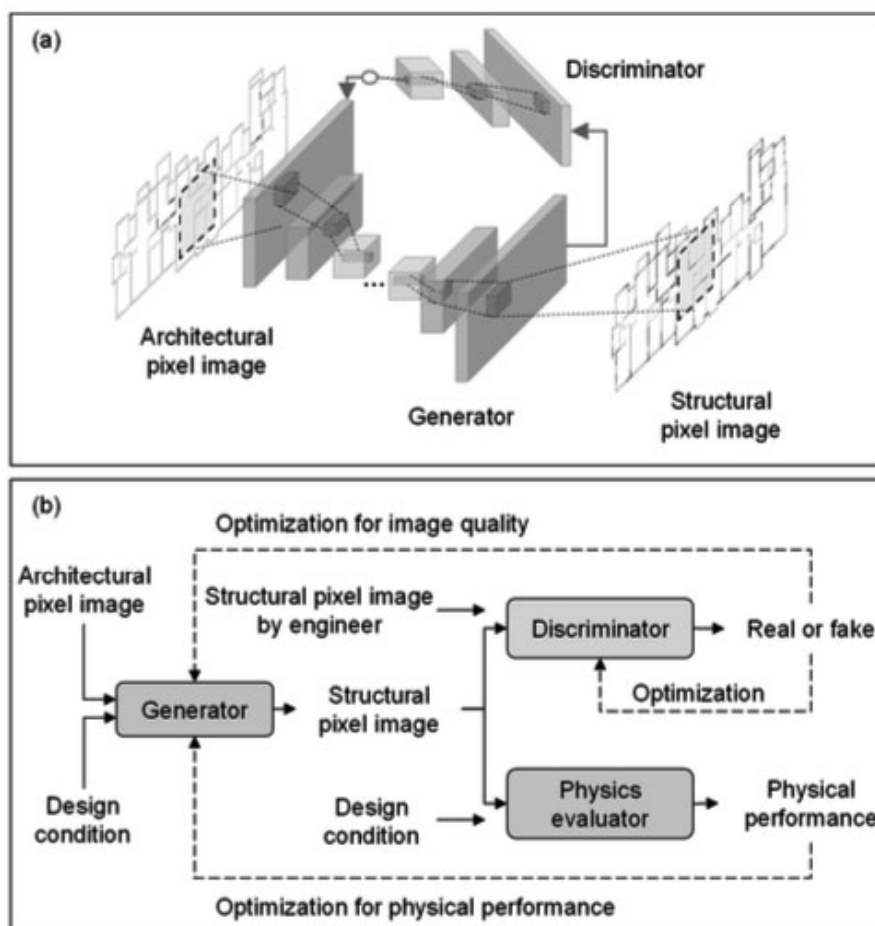 (a)
Discriminator
Architectural
pixel image
Generator
Structural
pixel image
(b)
Optimization for image quality
Architectural
pixel image
Structural pixel image
by engineer
Discriminator
Real or fake
Optimization
Generator
Structural
pixel image
Design
condition
Design
condition
Physics
evaluator
Physical
performance
Optimization for physical performance